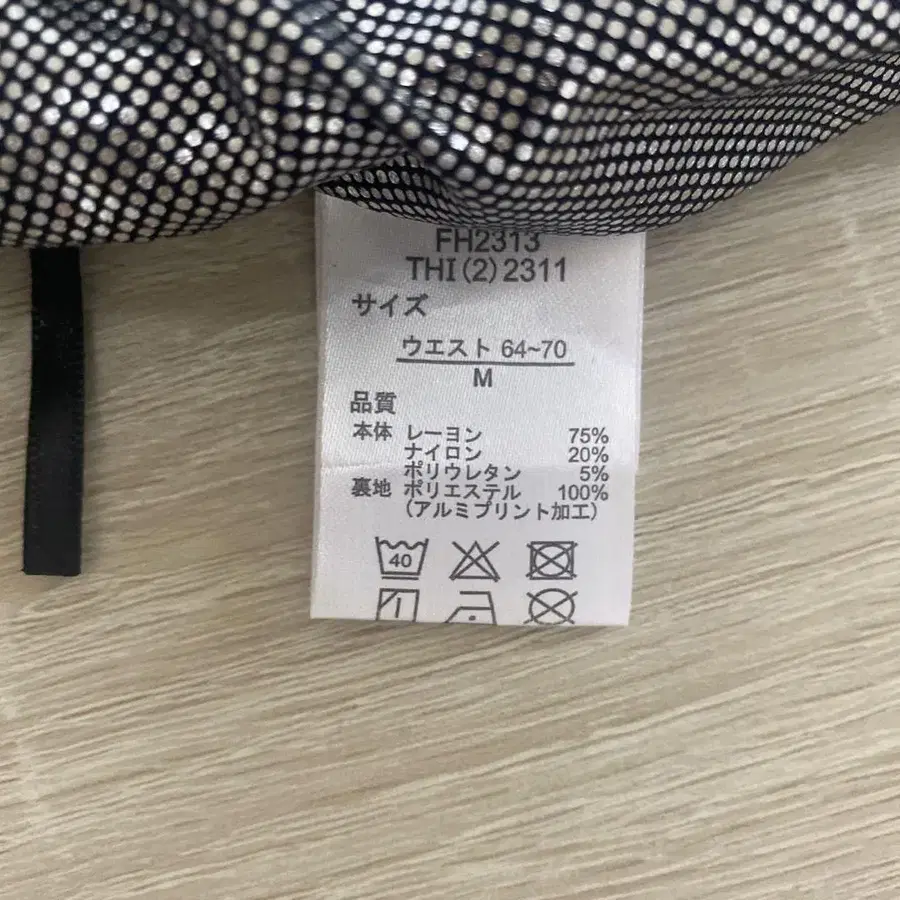 FH2313
THI(2)2311
サイズ
ウエスト 64~70
M
品質
本体 レーヨン 75%
ナイロン 20%
ポリウレタン 5%
裏地 ポリエステル 100%
(アルミプリント加工)
40